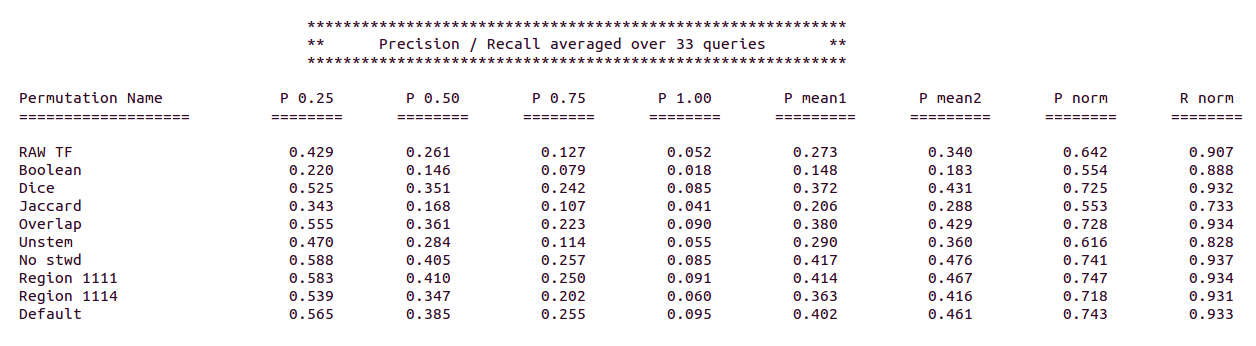 ************************************************************
** Precision / Recall averaged over 33 queries **
************************************************************
Permutation Name P 0.25 P 0.50 P 0.75 P 1.00 P mean1 P mean2 P norm R norm
=================== ======== ======== ======== ======== ========= ========= ======== ========
RAW TF 0.429 0.261 0.127 0.052 0.273 0.340 0.642 0.907
Boolean 0.220 0.146 0.079 0.018 0.148 0.183 0.554 0.888
Dice 0.525 0.351 0.242 0.085 0.372 0.431 0.725 0.932
Jaccard 0.343 0.168 0.107 0.041 0.206 0.288 0.553 0.733
Overlap 0.555 0.361 0.223 0.090 0.380 0.429 0.728 0.934
Unstem 0.470 0.284 0.114 0.055 0.290 0.360 0.616 0.828
No stwd 0.588 0.405 0.257 0.085 0.417 0.476 0.741 0.937
Region 1111 0.583 0.410 0.250 0.091 0.414 0.467 0.747 0.934
Region 1114 0.539 0.347 0.202 0.060 0.363 0.416 0.718 0.931
Default 0.565 0.385 0.255 0.095 0.402 0.461 0.743 0.933